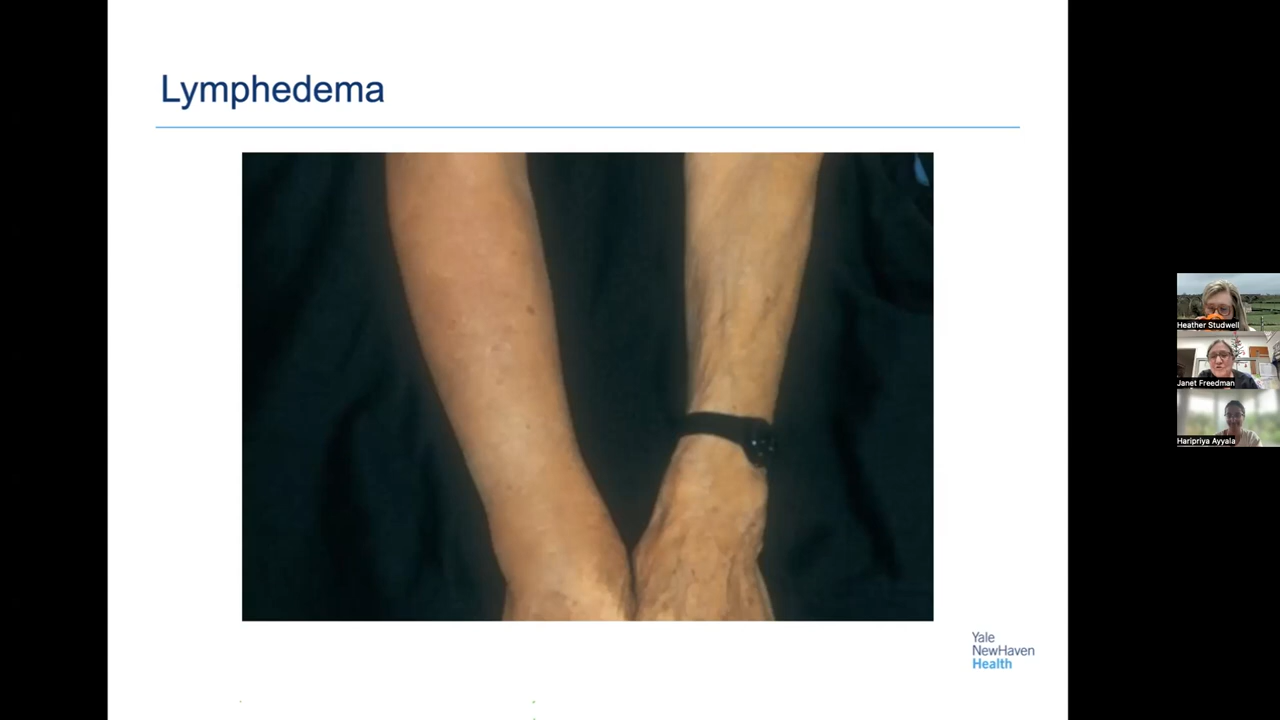 Lymphedema
Yale
NewHaven
Health
Heather Studwell
Janet Freedman
Haripriya Ayyala